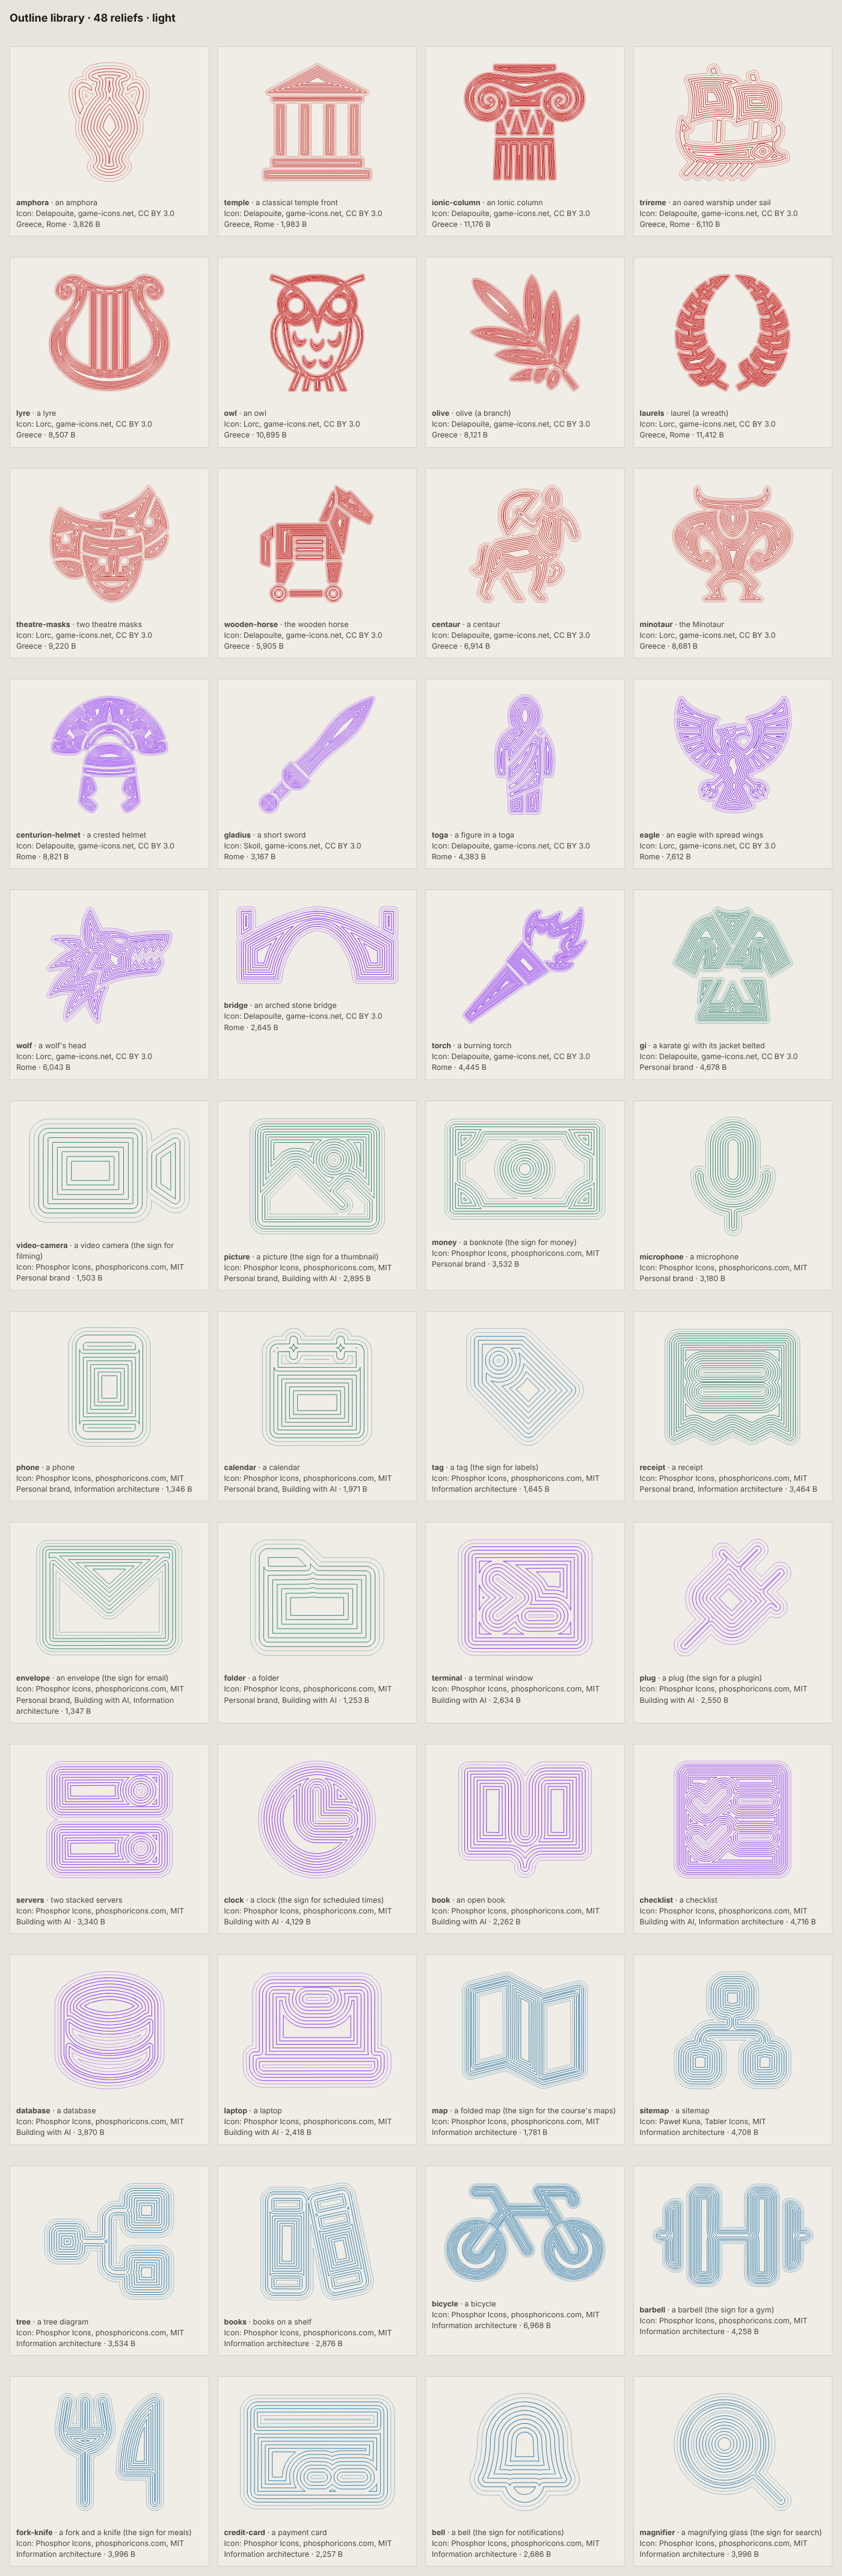 Outline library · 48 reliefs · light
amphora · an amphora
Icon: Delapouite, game-icons.net, CC BY 3.0
Greece, Rome · 3,826 B
temple · a classical temple front
Icon: Delapouite, game-icons.net, CC BY 3.0
Greece, Rome · 1,983 B
ionic-column · an Ionic column
Icon: Delapouite, game-icons.net, CC BY 3.0
Greece · 11,176 B
trireme · an oared warship under sail
Icon: Delapouite, game-icons.net, CC BY 3.0
Greece, Rome · 6,110 B
lyre · a lyre
Icon: Lorc, game-icons.net, CC BY 3.0
Greece · 8,507 B
owl · an owl
Icon: Lorc, game-icons.net, CC BY 3.0
Greece · 10,895 B
olive · olive (a branch)
Icon: Delapouite, game-icons.net, CC BY 3.0
Greece · 8,121 B
laurels · laurel (a wreath)
Icon: Lorc, game-icons.net, CC BY 3.0
Greece, Rome · 11,412 B
theatre-masks · two theatre masks
Icon: Lorc, game-icons.net, CC BY 3.0
Greece · 9,220 B
wooden-horse · the wooden horse
Icon: Delapouite, game-icons.net, CC BY 3.0
Greece · 5,905 B
centaur · a centaur
Icon: Delapouite, game-icons.net, CC BY 3.0
Greece · 6,914 B
minotaur · the Minotaur
Icon: Lorc, game-icons.net, CC BY 3.0
Greece · 8,681 B
centurion-helmet · a crested helmet
Icon: Delapouite, game-icons.net, CC BY 3.0
Rome · 8,821 B
gladius · a short sword
Icon: Skoll, game-icons.net, CC BY 3.0
Rome · 3,167 B
toga · a figure in a toga
Icon: Delapouite, game-icons.net, CC BY 3.0
Rome · 4,383 B
eagle · an eagle with spread wings
Icon: Lorc, game-icons.net, CC BY 3.0
Rome · 7,612 B
wolf · a wolf's head
Icon: Lorc, game-icons.net, CC BY 3.0
Rome · 6,043 B
bridge · an arched stone bridge
Icon: Delapouite, game-icons.net, CC BY 3.0
Rome · 2,645 B
torch · a burning torch
Icon: Delapouite, game-icons.net, CC BY 3.0
Rome · 4,445 B
gi · a karate gi with its jacket belted
Icon: Delapouite, game-icons.net, CC BY 3.0
Personal brand · 4,678 B
video-camera · a video camera (the sign for
filming)
Icon: Phosphor Icons, phosphoricons.com, MIT
Personal brand · 1,503 B
picture · a picture (the sign for a thumbnail)
Icon: Phosphor Icons, phosphoricons.com, MIT
Personal brand, Building with AI · 2,895 B
money · a banknote (the sign for money)
Icon: Phosphor Icons, phosphoricons.com, MIT
Personal brand · 3,532 B
microphone · a microphone
Icon: Phosphor Icons, phosphoricons.com, MIT
Personal brand · 3,180 B
phone · a phone
Icon: Phosphor Icons, phosphoricons.com, MIT
Personal brand, Information architecture · 1,346 B
calendar · a calendar
Icon: Phosphor Icons, phosphoricons.com, MIT
Personal brand, Building with AI · 1,971 B
tag · a tag (the sign for labels)
Icon: Phosphor Icons, phosphoricons.com, MIT
Information architecture · 1,645 B
receipt · a receipt
Icon: Phosphor Icons, phosphoricons.com, MIT
Personal brand, Information architecture · 3,464 B
envelope · an envelope (the sign for email)
Icon: Phosphor Icons, phosphoricons.com, MIT
Personal brand, Building with AI, Information
architecture · 1,347 B
folder · a folder
Icon: Phosphor Icons, phosphoricons.com, MIT
Personal brand, Building with AI · 1,253 B
terminal · a terminal window
Icon: Phosphor Icons, phosphoricons.com, MIT
Building with AI · 2,634 B
plug · a plug (the sign for a plugin)
Icon: Phosphor Icons, phosphoricons.com, MIT
Building with AI · 2,550 B
servers · two stacked servers
Icon: Phosphor Icons, phosphoricons.com, MIT
Building with AI · 3,340 B
clock · a clock (the sign for scheduled times)
Icon: Phosphor Icons, phosphoricons.com, MIT
Building with AI · 4,129 B
book · an open book
Icon: Phosphor Icons, phosphoricons.com, MIT
Building with AI · 2,262 B
checklist · a checklist
Icon: Phosphor Icons, phosphoricons.com, MIT
Building with AI, Information architecture · 4,716 B
database · a database
Icon: Phosphor Icons, phosphoricons.com, MIT
Building with AI · 3,870 B
laptop · a laptop
Icon: Phosphor Icons, phosphoricons.com, MIT
Building with AI · 2,418 B
map · a folded map (the sign for the course's maps)
Icon: Phosphor Icons, phosphoricons.com, MIT
Information architecture · 1,781 B
sitemap · a sitemap
Icon: Paweł Kuna, Tabler Icons, MIT
Information architecture · 4,708 B
tree · a tree diagram
Icon: Phosphor Icons, phosphoricons.com, MIT
Information architecture · 3,534 B
books · books on a shelf
Icon: Phosphor Icons, phosphoricons.com, MIT
Information architecture · 2,876 B
bicycle · a bicycle
Icon: Phosphor Icons, phosphoricons.com, MIT
Information architecture · 6,968 B
barbell · a barbell (the sign for a gym)
Icon: Phosphor Icons, phosphoricons.com, MIT
Information architecture · 4,258 B
fork-knife · a fork and a knife (the sign for meals)
Icon: Phosphor Icons, phosphoricons.com, MIT
Information architecture · 3,996 B
credit-card · a payment card
Icon: Phosphor Icons, phosphoricons.com, MIT
Information architecture · 2,257 B
bell · a bell (the sign for notifications)
Icon: Phosphor Icons, phosphoricons.com, MIT
Information architecture · 2,686 B
magnifier · a magnifying glass (the sign for search)
Icon: Phosphor Icons, phosphoricons.com, MIT
Information architecture · 3,996 B